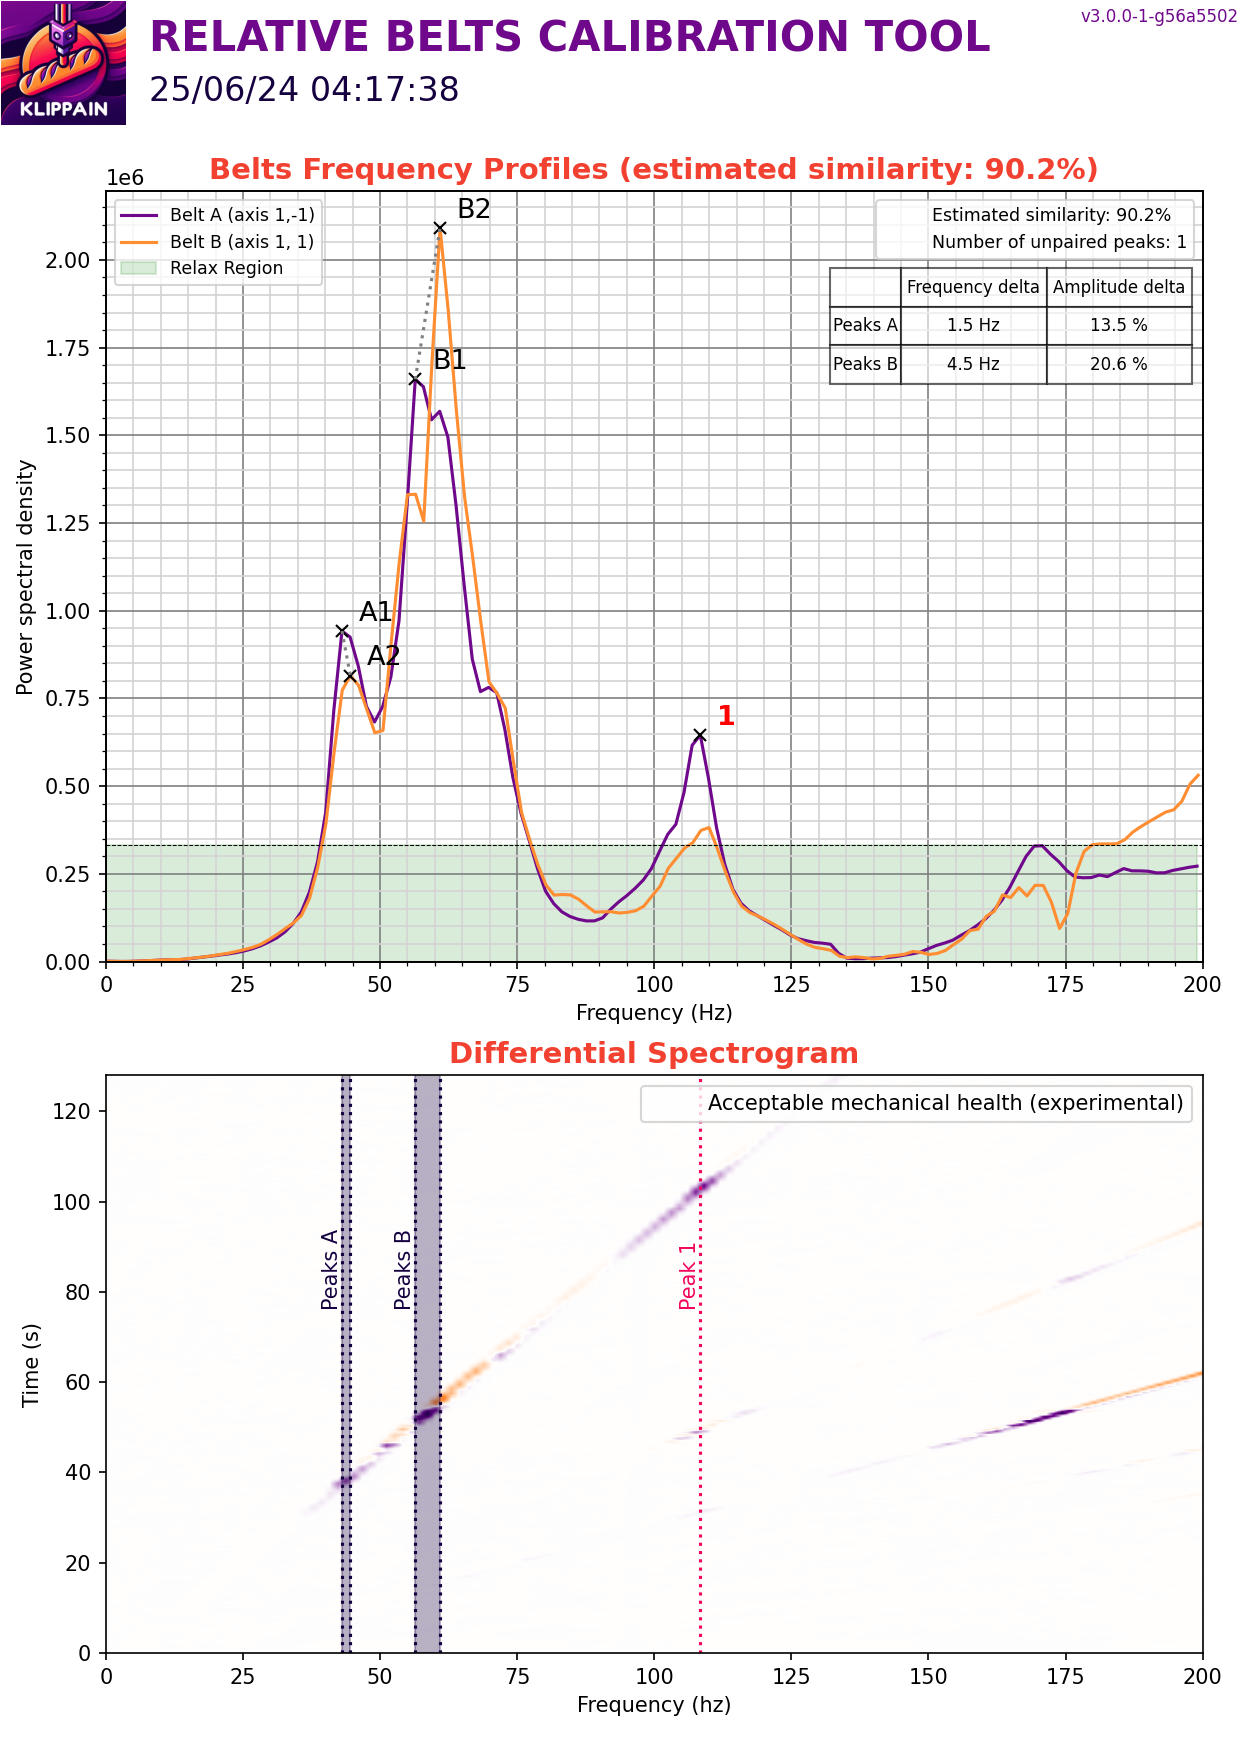 v3.0.0-1-g56a5502
RELATIVE BELTS CALIBRATION TOOL
25/06/24 04:17:38
KLIPPAIN
Belts Frequency Profiles (estimated similarity: 90.2%)
1e6
Belt A (axis 1,-1)
Belt B (axis 1, 1)
Relax Region
Estimated similarity: 90.2%
Number of unpaired peaks: 1
Frequency delta Amplitude delta
Peaks A 1.5 Hz 13.5 %
Peaks B 4.5 Hz 20.6 %
B2
B1
A1
A2
1
2.00
1.75
1.50
1.25
1.00
0.75
0.50
0.25
0.00
Power spectral density
0 25 50 75 100 125 150 175 200
Frequency (Hz)
Differential Spectrogram
Acceptable mechanical health (experimental)
Peaks A
Peaks B
Peak 1
120
100
80
60
40
20
0
Time (s)
0 25 50 75 100 125 150 175 200
Frequency (hz)